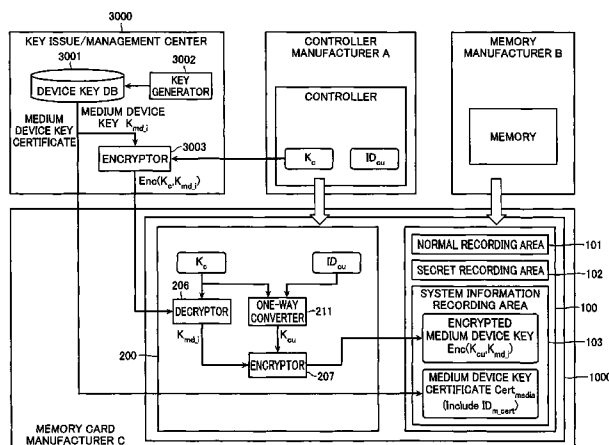 3000
KEY ISSUE/MANAGEMENT CENTER
3001
3002
DEVICE KEY DB
KEY
GENERATOR
MEDIUM
DEVICE KEY
CERTIFICATE
MEDIUM DEVICE
KEY Kmd_i
3003
ENCRYPTOR
Enc(Kc,Kmd_i)
CONTROLLER
MANUFACTURER A
CONTROLLER
Kc
IDcu
MEMORY
MANUFACTURER B
MEMORY
Kc
IDcu
206
DECRYPTOR
ONE-WAY
CONVERTER
211
Kmd_i
Kcu
ENCRYPTOR
207
200
NORMAL RECORDING AREA
101
SECRET RECORDING AREA
102
SYSTEM INFORMATION
RECORDING AREA
100
103
ENCRYPTED
MEDIUM DEVICE KEY
Enc(Kcu,Kmd_i)
MEDIUM DEVICE KEY
CERTIFICATE Certmedia
(Include IDm_cert)
1000
MEMORY CARD
MANUFACTURER C